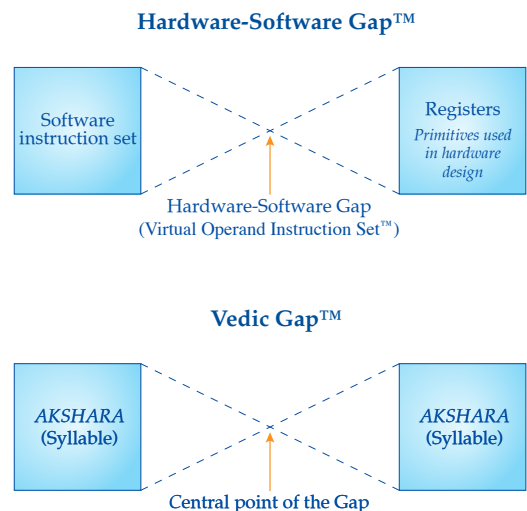 Hardware-Software Gap™
Software
instruction set
Registers
Primitives used
in hardware
design
Hardware-Software Gap
(Virtual Operand Instruction Set™)
Vedic Gap™
AKSHARA
(Syllable)
AKSHARA
(Syllable)
Central point of the Gap